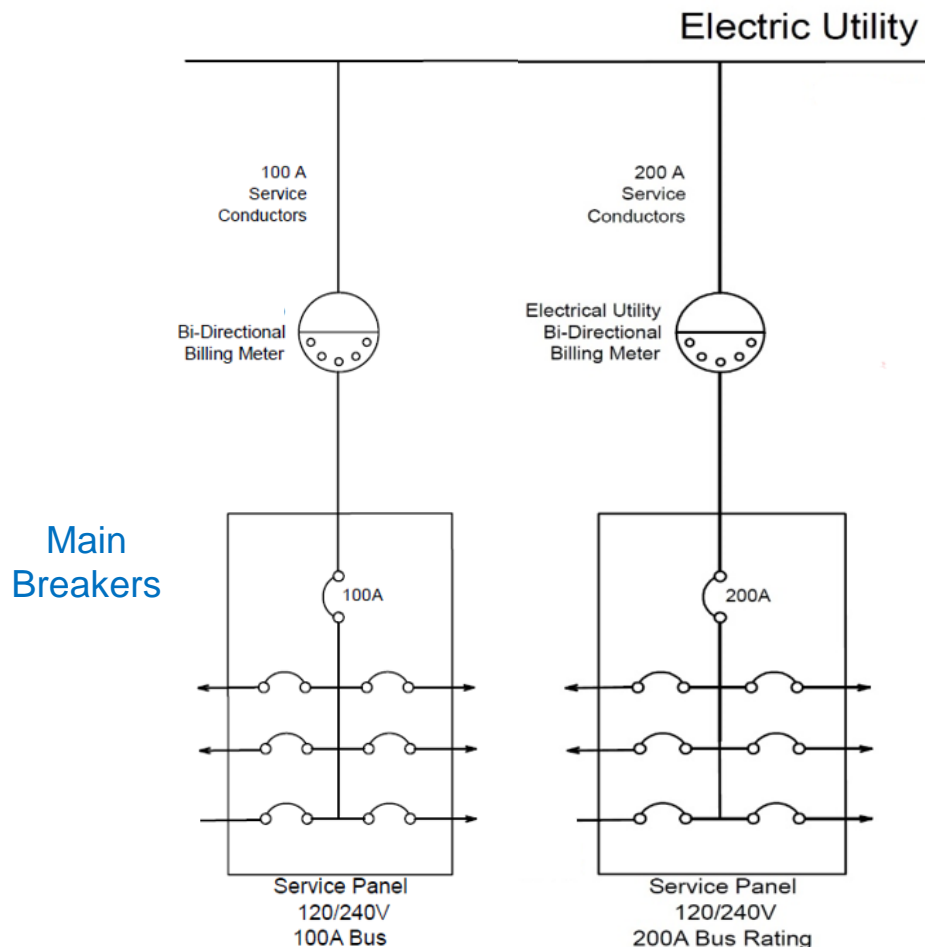 Electric Utility
100 A
Service
Conductors
200 A
Service
Conductors
Bi-Directional
Billing Meter
Electrical Utility
Bi-Directional
Billing Meter
Main
Breakers
100A
200A
Service Panel
120/240V
100A Bus
Service Panel
120/240V
200A Bus Rating